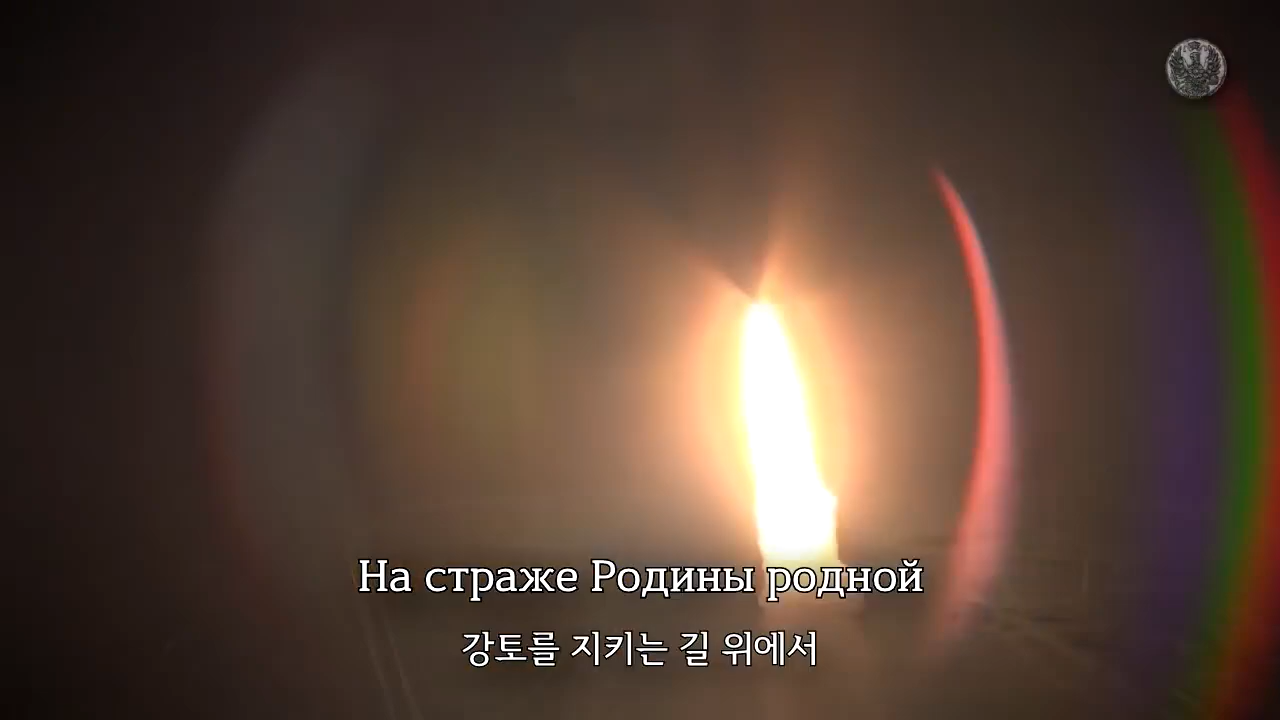 На страже Родины родной
강토를 지키는 길 위에서